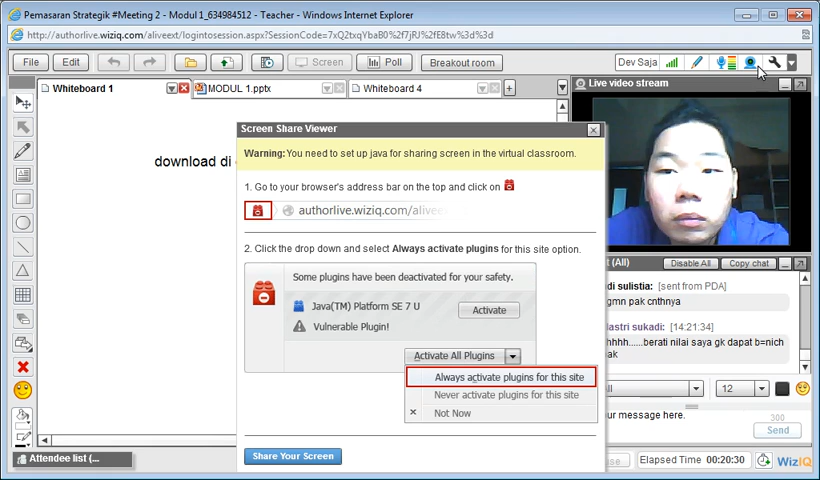 Pemasaran Strategik #Meeting 2 - Modul 1_634984512 - Teacher - Windows Internet Explorer
http://authorlive.wiziq.com/aliveext/logintosession.aspx?SessionCode=7xQ2txqYbaB0%2f7jRJ%2fE8tw%3d%3d
File
Edit
Screen
Poll
Breakout room
Dev Saja
Whiteboard 1
MODUL 1.pptx
Whiteboard 4
Live video stream
download di
Screen Share Viewer
Warning: You need to set up java for sharing screen in the virtual classroom.
1. Go to your browser's address bar on the top and click on
authorlive.wiziq.com/alivee
2. Click the drop down and select Always activate plugins for this site option.
Some plugins have been deactivated for your safety.
Java(TM) Platform SE 7 U
Activate
Vulnerable Plugin!
Activate All Plugins
Always activate plugins for this site
Never activate plugins for this site
Not Now
Share Your Screen
(All)
Disable All
Copy chat
di sulistia: [sent from PDA]
gmn pak cnthnya
lastri sukadi: [14:21:34]
hhhh......berati nilai saya gk dapat b=nich
pak
All
12
our message here.
300
Send
Attendee list (...
Elapsed Time 00:20:30
WizIQ